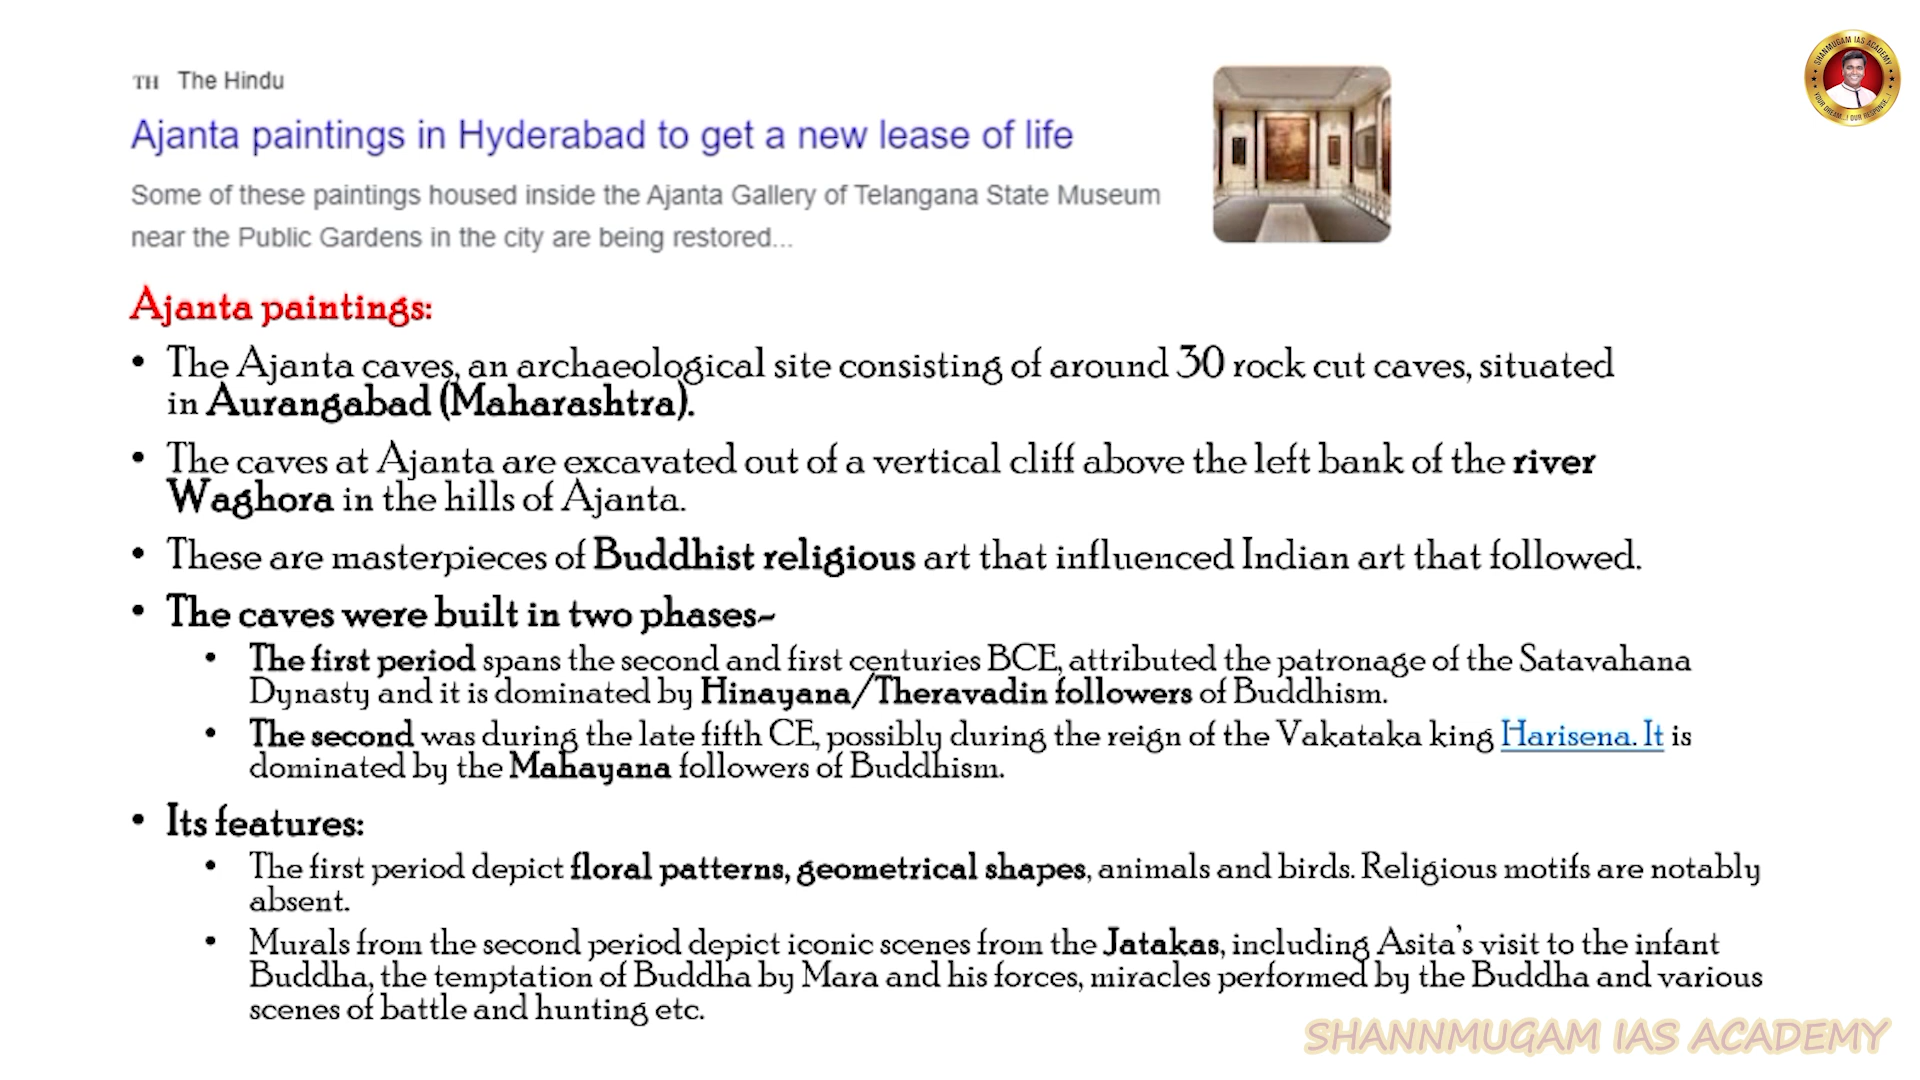 SHANMUGAM IAS ACADEMY
YOUR DREAM..! OUR RESPONSE..!
TH The Hindu
Ajanta paintings in Hyderabad to get a new lease of life
Some of these paintings housed inside the Ajanta Gallery of Telangana State Museum
near the Public Gardens in the city are being restored...
Ajanta paintings:
• The Ajanta caves, an archaeological site consisting of around 30 rock cut caves, situated
in Aurangabad (Maharashtra).
• The caves at Ajanta are excavated out of a vertical cliff above the left bank of the river
Waghora in the hills of Ajanta.
• These are masterpieces of Buddhist religious art that influenced Indian art that followed.
• The caves were built in two phases-
• The first period spans the second and first centuries BCE, attributed the patronage of the Satavahana
Dynasty and it is dominated by Hinayana/Theravadin followers of Buddhism.
• The second was during the late fifth CE, possibly during the reign of the Vakataka king Harisena. It is
dominated by the Mahayana followers of Buddhism.
• Its features:
• The first period depict floral patterns, geometrical shapes, animals and birds. Religious motifs are notably
absent.
• Murals from the second period depict iconic scenes from the Jatakas, including Asita's visit to the infant
Buddha, the temptation of Buddha by Mara and his forces, miracles performed by the Buddha and various
scenes of battle and hunting etc.
SHANNMUGAM IAS ACADEMY